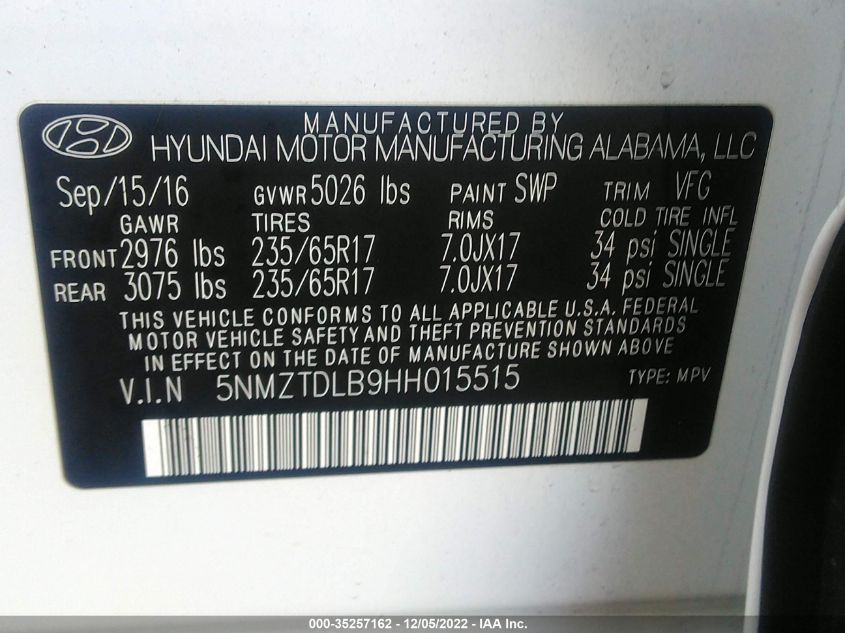 MANUFACTURED BY
HYUNDAI MOTOR MANUFACTURING ALABAMA, LLC
Sep/15/16 GVWR 5026 lbs PAINT SWP TRIM VFG
GAWR TIRES RIMS COLD TIRE INFL
FRONT 2976 lbs 235/65R17 7.0JX17 34 psi SINGLE
REAR 3075 lbs 235/65R17 7.0JX17 34 psi SINGLE
THIS VEHICLE CONFORMS TO ALL APPLICABLE U.S.A. FEDERAL
MOTOR VEHICLE SAFETY AND THEFT PREVENTION STANDARDS
IN EFFECT ON THE DATE OF MANUFACTURE SHOWN ABOVE
V.I.N 5NMZTDLB9HH015515 TYPE: MPV
000-35257162 - 12/05/2022 - IAA Inc.